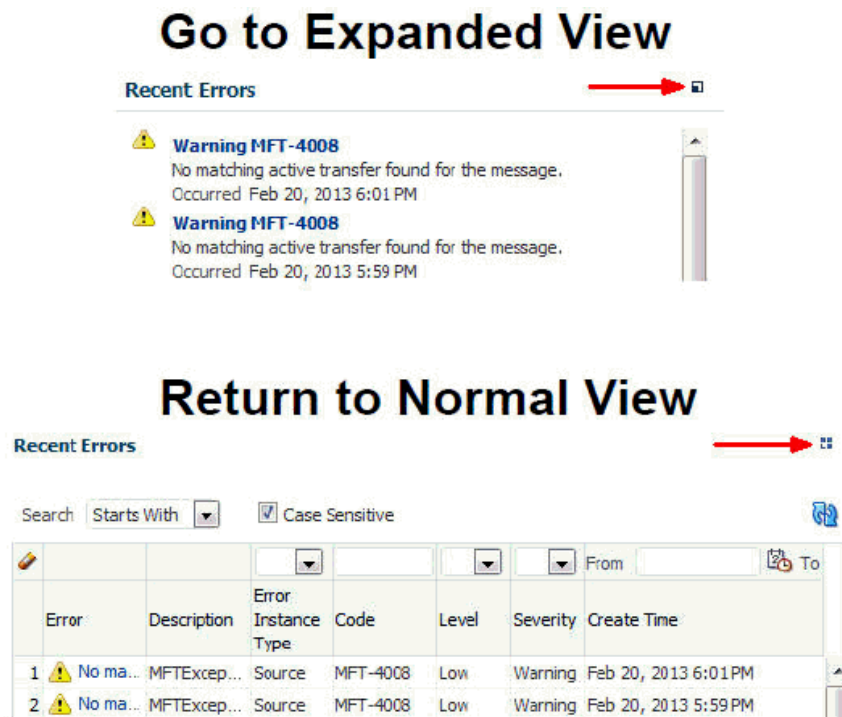 Go to Expanded View
Recent Errors
Warning MFT-4008
No matching active transfer found for the message.
Occurred Feb 20, 2013 6:01 PM
Warning MFT-4008
No matching active transfer found for the message.
Occurred Feb 20, 2013 5:59 PM
Return to Normal View
Recent Errors
Search Starts With Case Sensitive
From To
Error Description Error Instance Type Code Level Severity Create Time
1 No ma... MFTExcep... Source MFT-4008 Low Warning Feb 20, 2013 6:01 PM
2 No ma... MFTExcep... Source MFT-4008 Low Warning Feb 20, 2013 5:59 PM